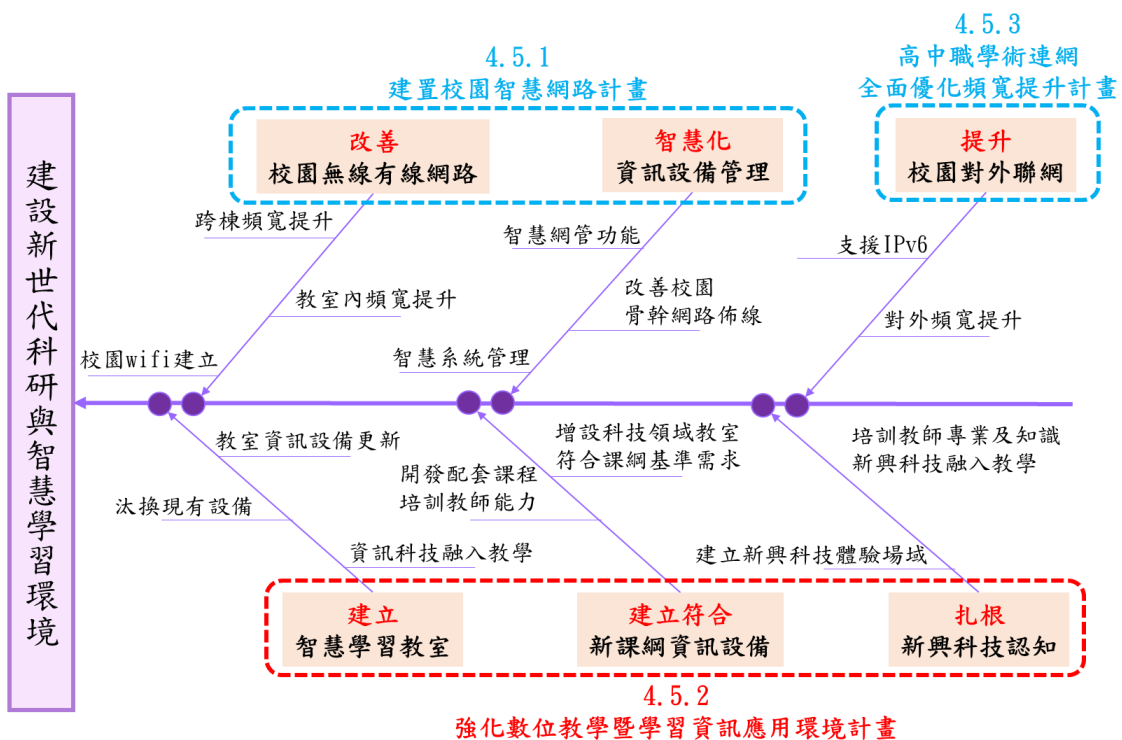 4.5.1
建置校園智慧網路計畫
4.5.3
高中職學術連網
全面優化頻寬提升計畫
改善
校園無線有線網路
智慧化
資訊設備管理
提升
校園對外聯網
建設新世代科研與智慧學習環境
跨棟頻寬提升
教室內頻寬提升
校園wifi建立
智慧網管功能
改善校園
骨幹網路佈線
智慧系統管理
支援IPv6
對外頻寬提升
教室資訊設備更新
汰換現有設備
資訊科技融入教學
增設科技領域教室
符合課綱基準需求
開發配套課程
培訓教師能力
培訓教師專業及知識
新興科技融入教學
建立新興科技體驗場域
建立
智慧學習教室
建立符合
新課綱資訊設備
扎根
新興科技認知
4.5.2
強化數位教學暨學習資訊應用環境計畫